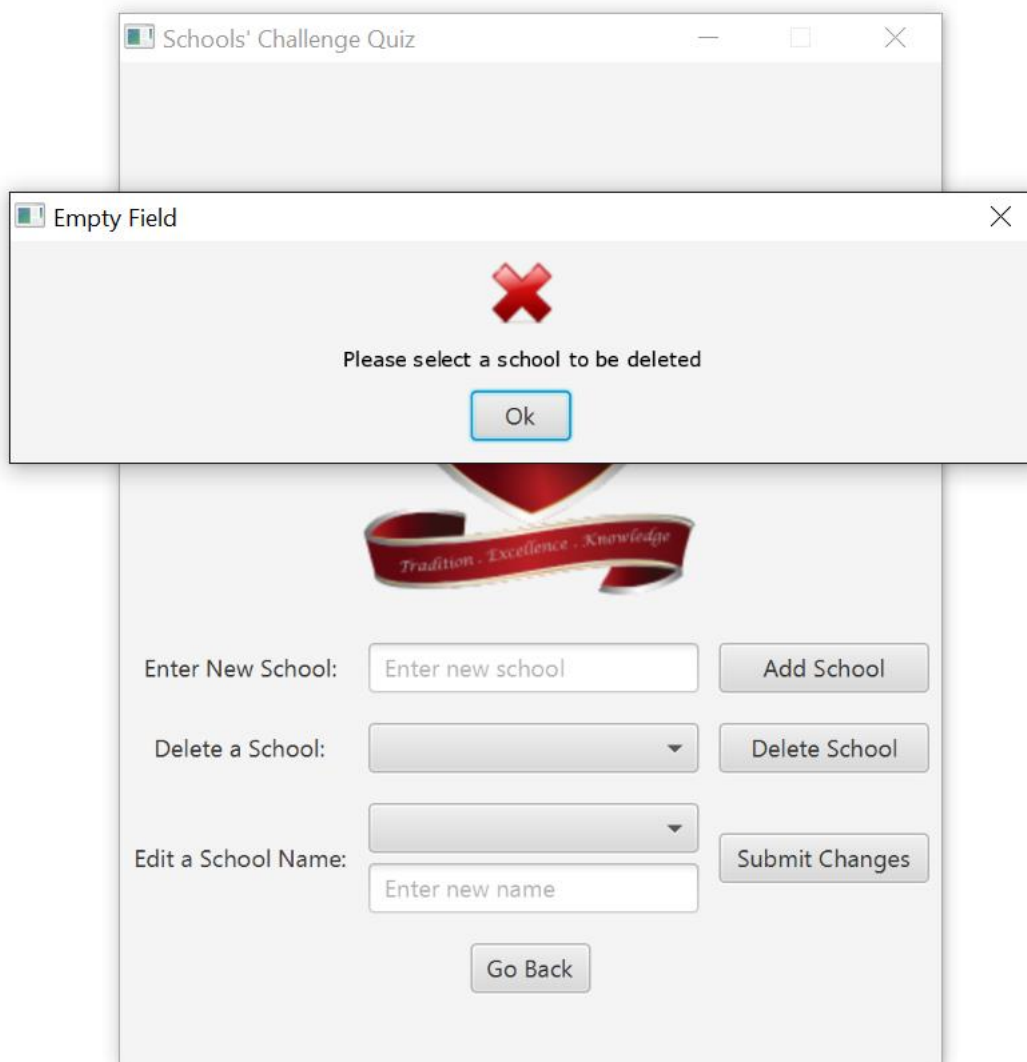 Schools' Challenge Quiz
Empty Field
Please select a school to be deleted
Ok
Tradition . Excellence . Knowledge
Enter New School: Enter new school Add School
Delete a School: Delete School
Edit a School Name: Enter new name Submit Changes
Go Back